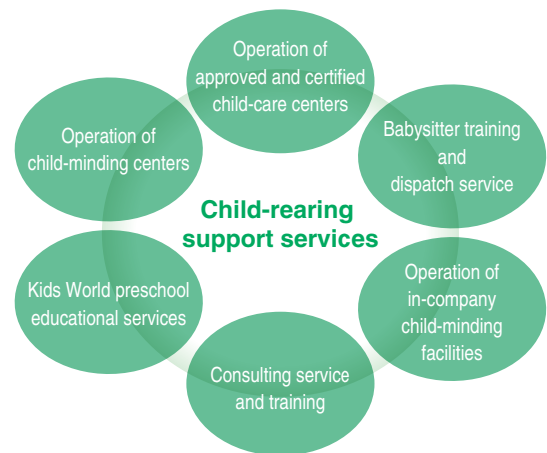 Operation of
approved and certified
child-care centers
Operation of
child-minding centers
Babysitter training
and
dispatch service
Child-rearing
support services
Kids World preschool
educational services
Operation of
in-company
child-minding
facilities
Consulting service
and training